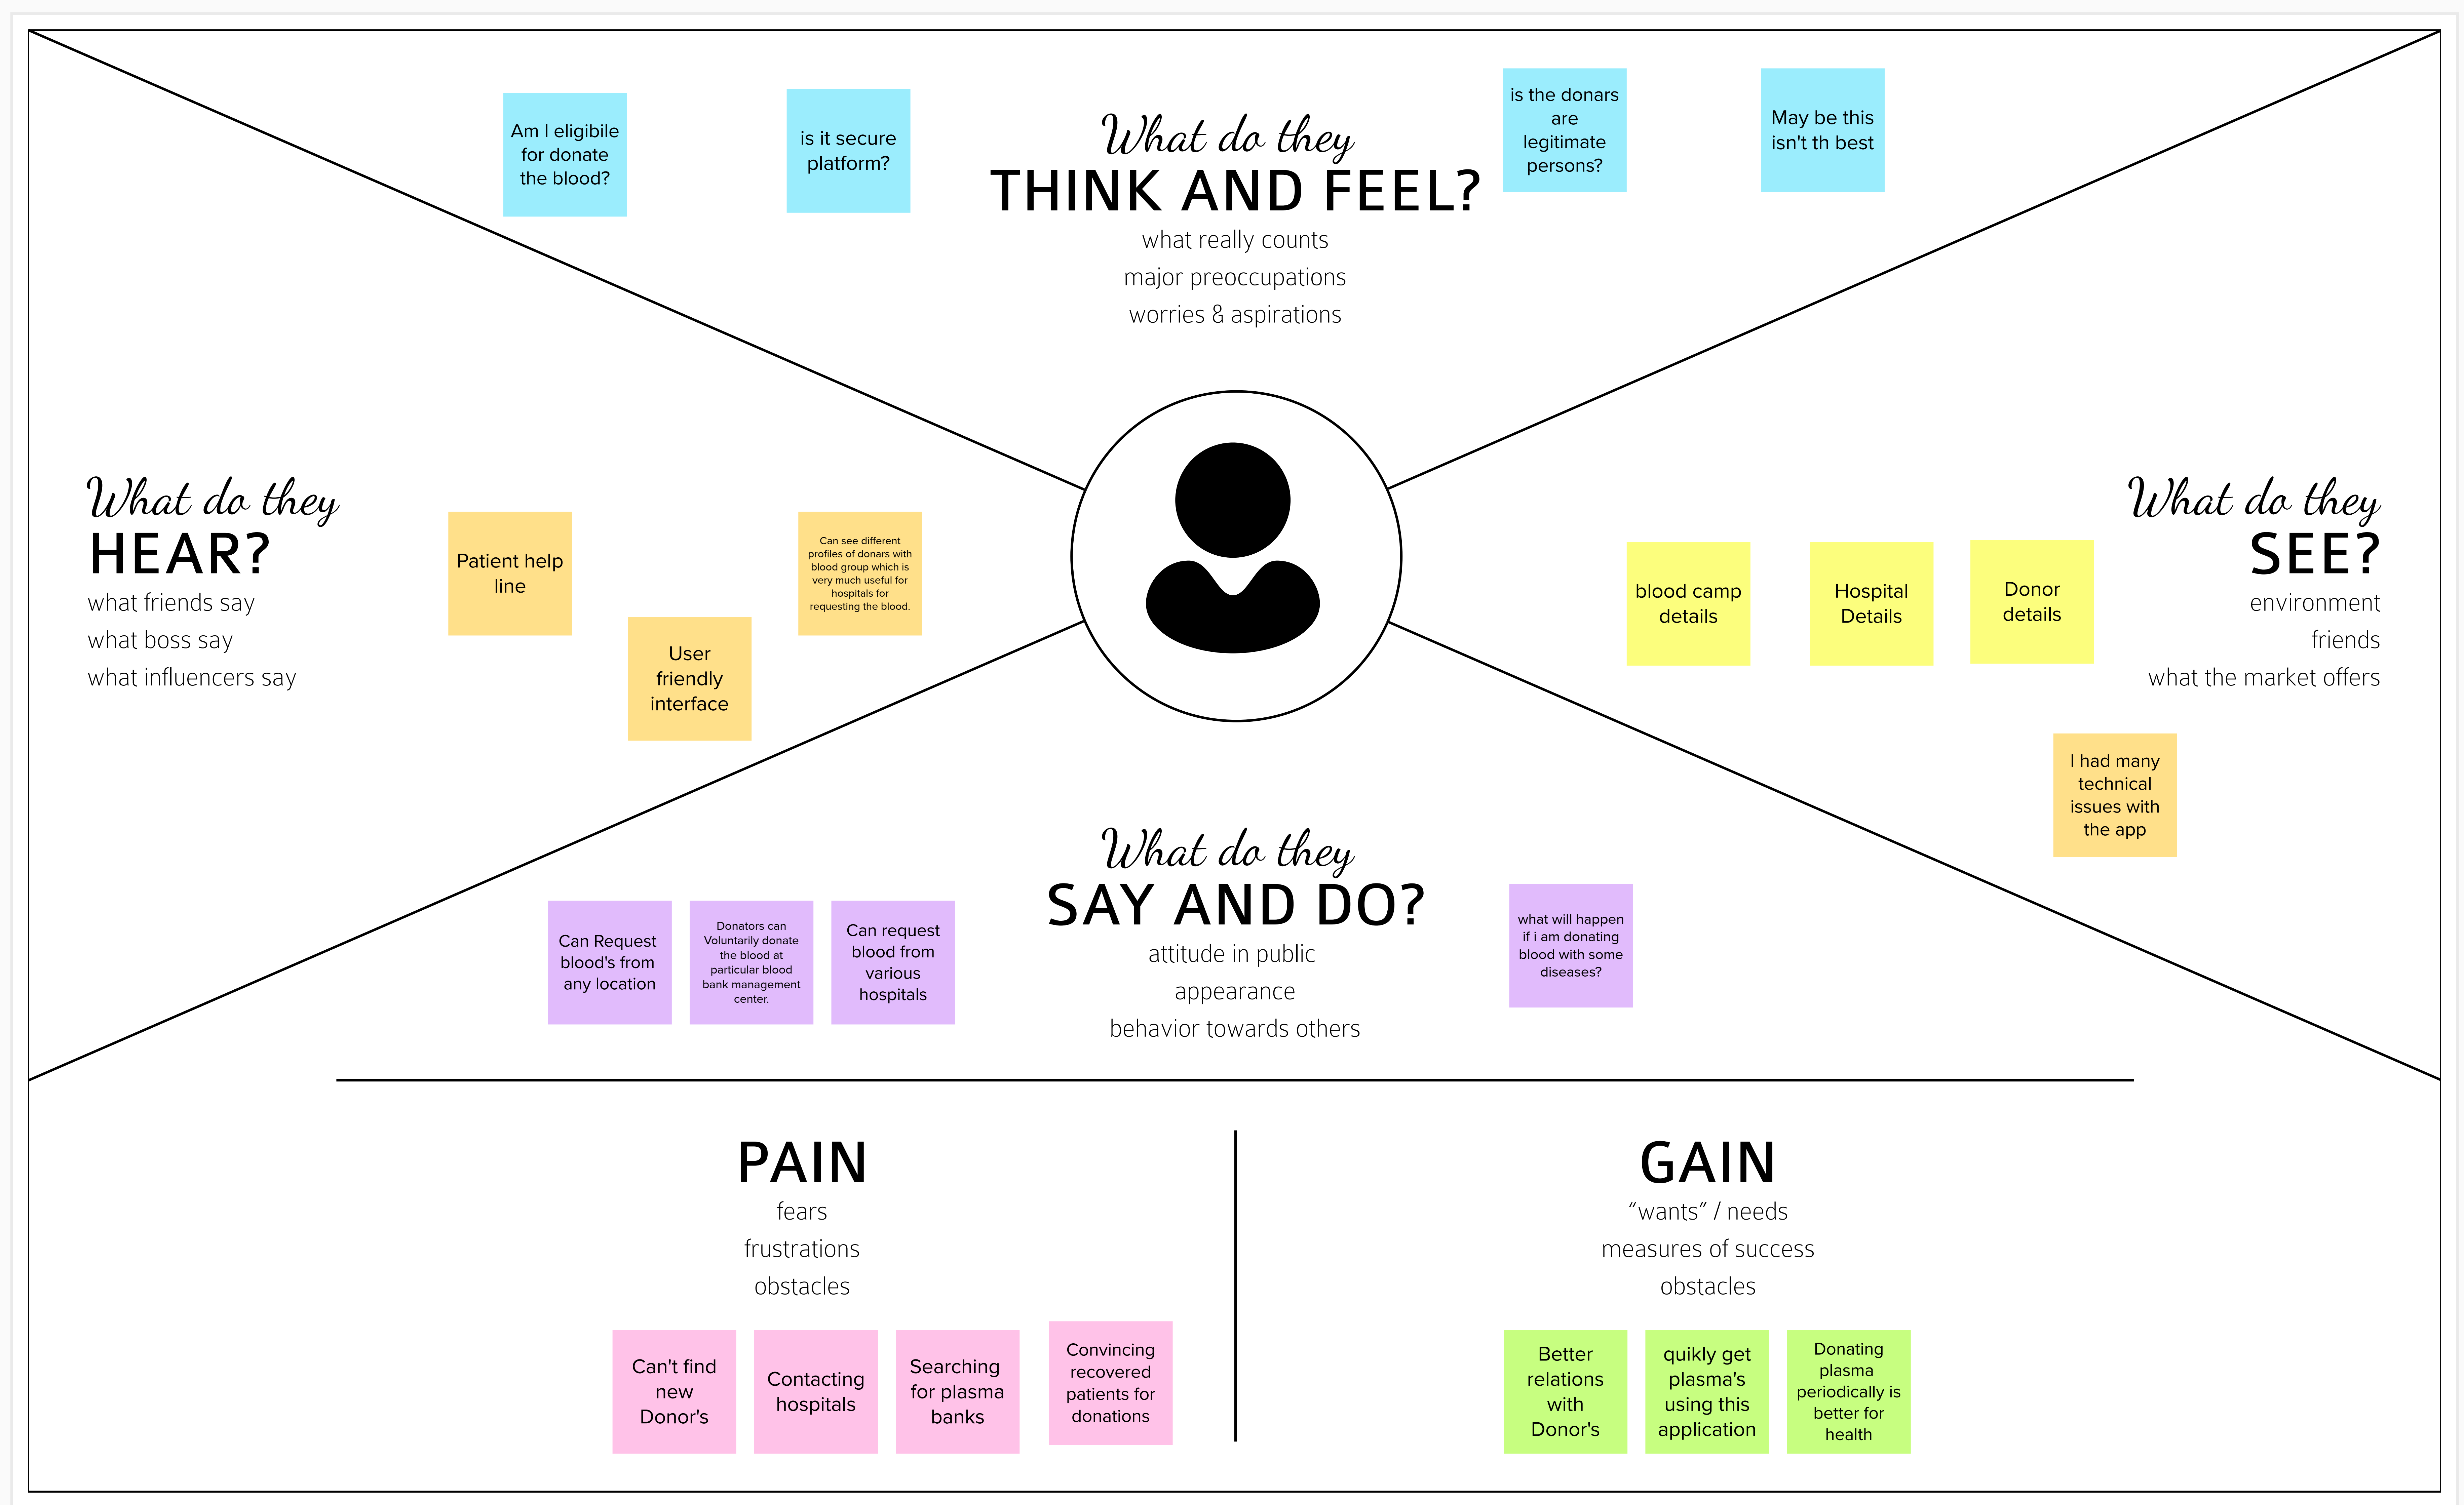 Am I eligibile
for donate
the blood?
is it secure
platform?
What do they
THINK AND FEEL?
what really counts
major preoccupations
worries & aspirations
is the donars
are
legitimate
persons?
May be this
isn't th best
What do they
HEAR?
what friends say
what boss say
what influencers say
Patient help
line
User
friendly
interface
Can see different
profiles of donars with
blood group which is
very much useful for
hospitals for
requesting the blood.
What do they
SEE?
environment
friends
what the market offers
blood camp
details
Hospital
Details
Donor
details
I had many
technical
issues with
the app
What do they
SAY AND DO?
attitude in public
appearance
behavior towards others
Can Request
blood's from
any location
Donators can
Voluntarily donate
the blood at
particular blood
bank management
center.
Can request
blood from
various
hospitals
what will happen
if i am donating
blood with some
diseases?
PAIN
fears
frustrations
obstacles
Can't find
new
Donor's
Contacting
hospitals
Searching
for plasma
banks
Convincing
recovered
patients for
donations
GAIN
“wants” / needs
measures of success
obstacles
Better
relations
with
Donor's
quikly get
plasma's
using this
application
Donating
plasma
periodically is
better for
health